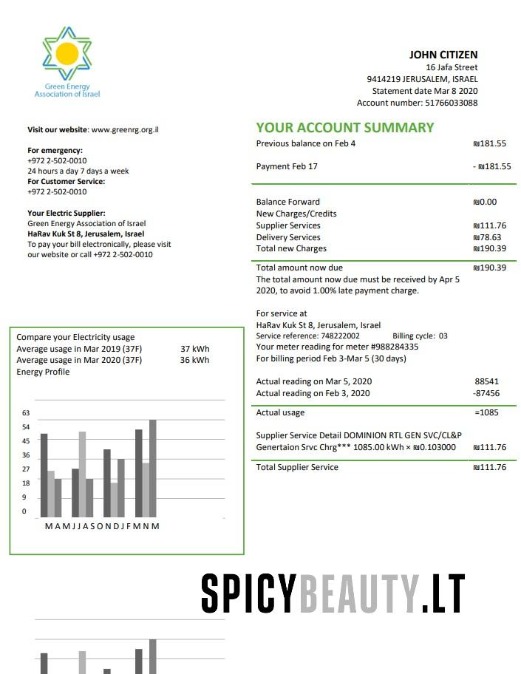 Green Energy
Association of Israel
JOHN CITIZEN
16 Jafa Street
9414219 JERUSALEM, ISRAEL
Statement date Mar 8 2020
Account number: 51766033088
Visit our website: www.greenrg.org.il
For emergency:
+972 2-502-0010
24 hours a day 7 days a week
For Customer Service:
+972 2-502-0010
Your Electric Supplier:
Green Energy Association of Israel
HaRav Kuk St 8, Jerusalem, Israel
To pay your bill electronically, please visit
our website or call +972 2-502-0010
YOUR ACCOUNT SUMMARY
Previous balance on Feb 4 ₪181.55
Payment Feb 17 - ₪181.55
Balance Forward ₪0.00
New Charges/Credits
Supplier Services ₪111.76
Delivery Services ₪78.63
Total new Charges ₪190.39
Total amount now due ₪190.39
The total amount now due must be received by Apr 5
2020, to avoid 1.00% late payment charge.
For service at
HaRav Kuk St 8, Jerusalem, Israel
Service reference: 748222002 Billing cycle: 03
Your meter reading for meter #988284335
For billing period Feb 3-Mar 5 (30 days)
Actual reading on Mar 5, 2020 88541
Actual reading on Feb 3, 2020 -87456
Actual usage =1085
Supplier Service Detail DOMINION RTL GEN SVC/CL&P
Genertaion Srvc Chrg*** 1085.00 kWh × ₪0.103000 ₪111.76
Total Supplier Service ₪111.76
Compare your Electricity usage
Average usage in Mar 2019 (37F) 37 kWh
Average usage in Mar 2020 (37F) 36 kWh
Energy Profile
63
54
45
36
27
18
9
0
M A M J J A S O N D J F M N M
SPICYBEAUTY.LT